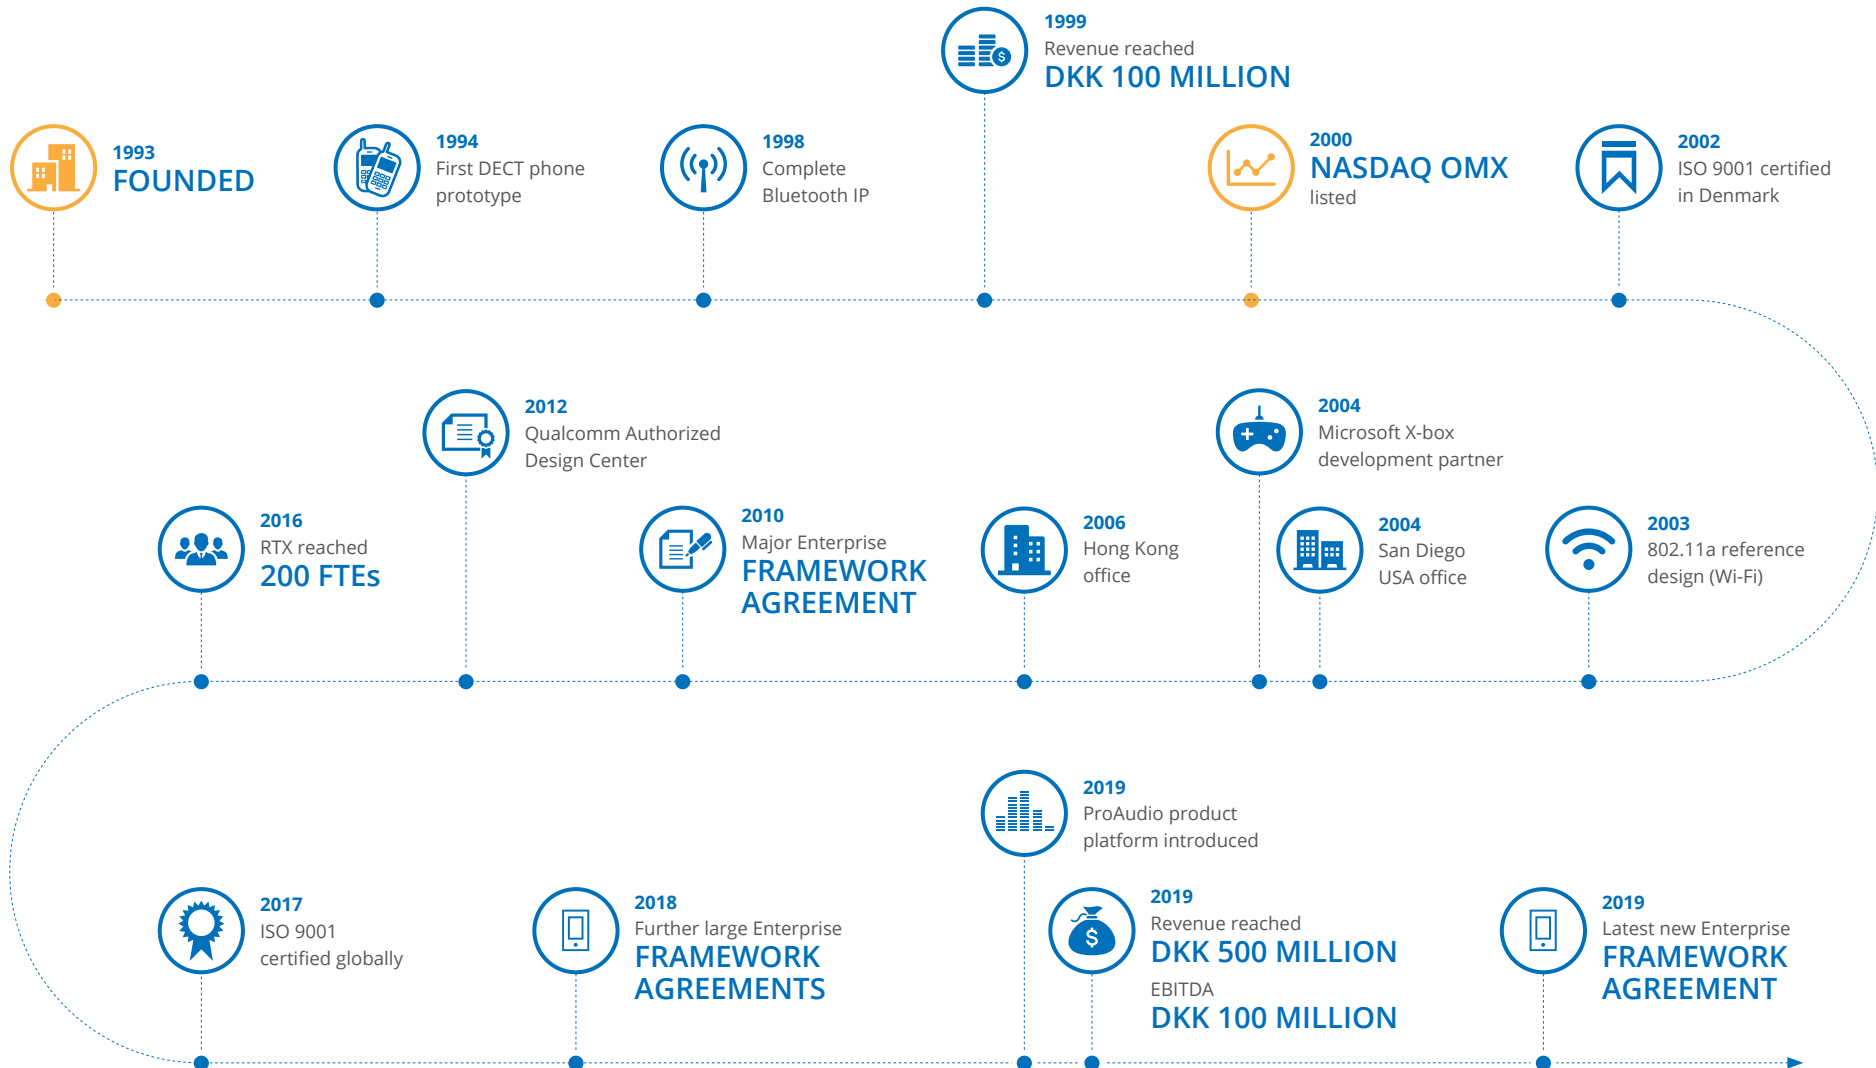 1993
FOUNDED
1994
First DECT phone
prototype
1998
Complete
Bluetooth IP
1999
Revenue reached
DKK 100 MILLION
2000
NASDAQ OMX
listed
2002
ISO 9001 certified
in Denmark
2003
802.11a reference
design (Wi-Fi)
2004
San Diego
USA office
2004
Microsoft X-box
development partner
2006
Hong Kong
office
2010
Major Enterprise
FRAMEWORK
AGREEMENT
2012
Qualcomm Authorized
Design Center
2016
RTX reached
200 FTEs
2017
ISO 9001
certified globally
2018
Further large Enterprise
FRAMEWORK
AGREEMENTS
2019
ProAudio product
platform introduced
2019
Revenue reached
DKK 500 MILLION
EBITDA
DKK 100 MILLION
2019
Latest new Enterprise
FRAMEWORK
AGREEMENT